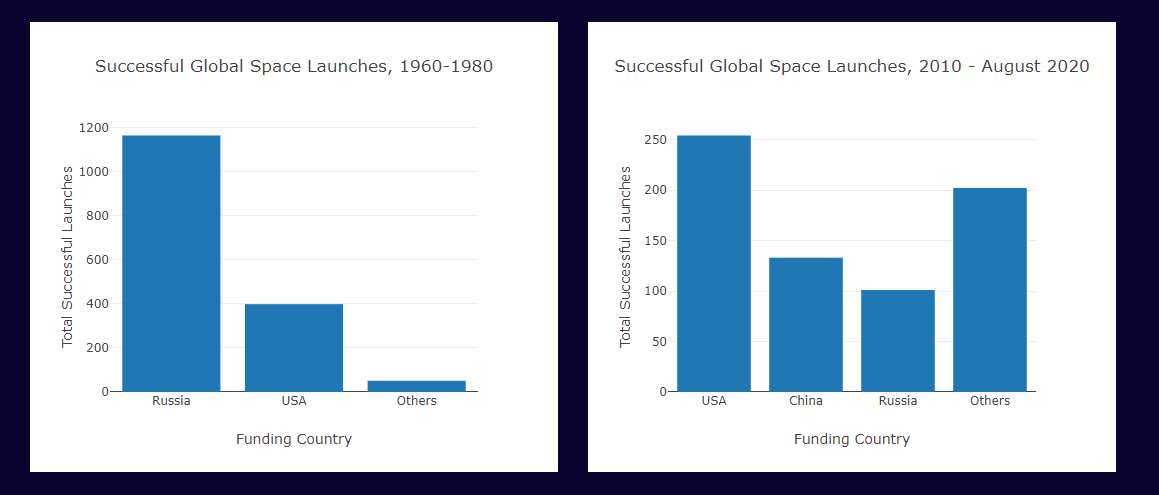 Successful Global Space Launches, 1960-1980
Total Successful Launches
1200
1000
800
600
400
200
0
Russia
USA
Others
Funding Country
Successful Global Space Launches, 2010 - August 2020
Total Successful Launches
250
200
150
100
50
0
USA
China
Russia
Others
Funding Country